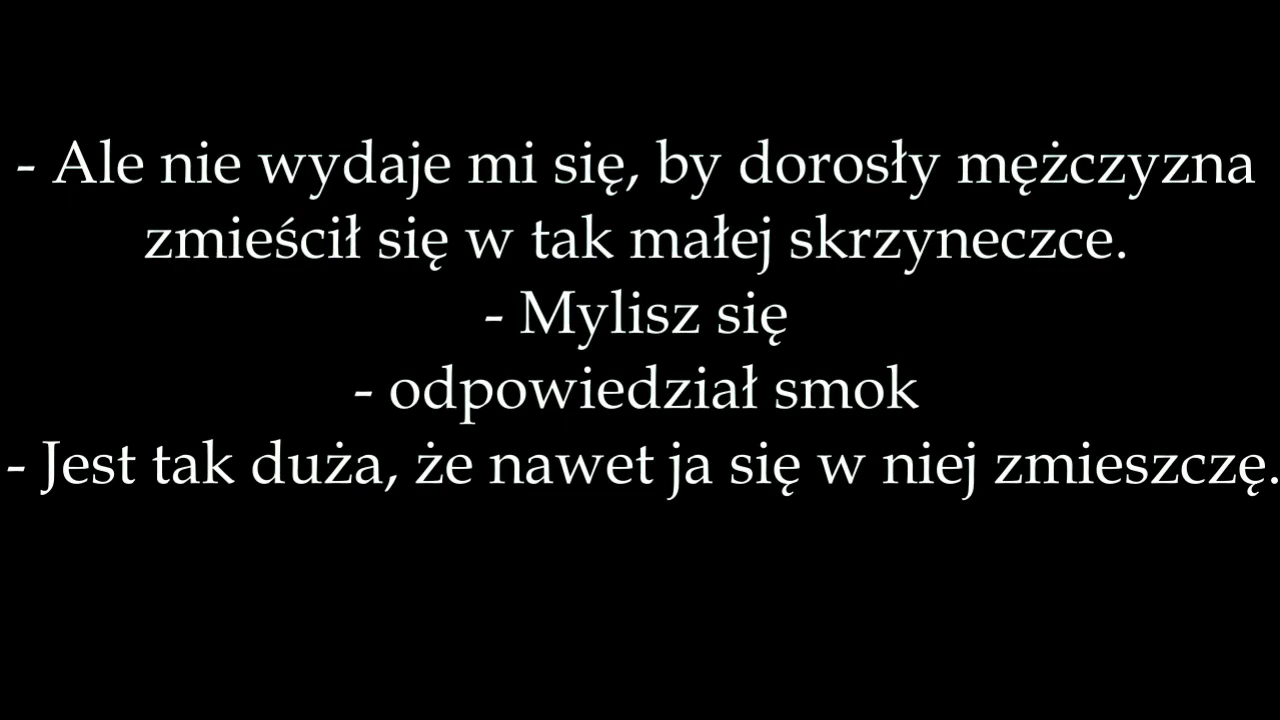 - Ale nie wydaje mi się, by dorosły mężczyzna
zmieścił się w tak małej skrzyneczce.
- Mylisz się
- odpowiedział smok
- Jest tak duża, że nawet ja się w niej zmieszczę.